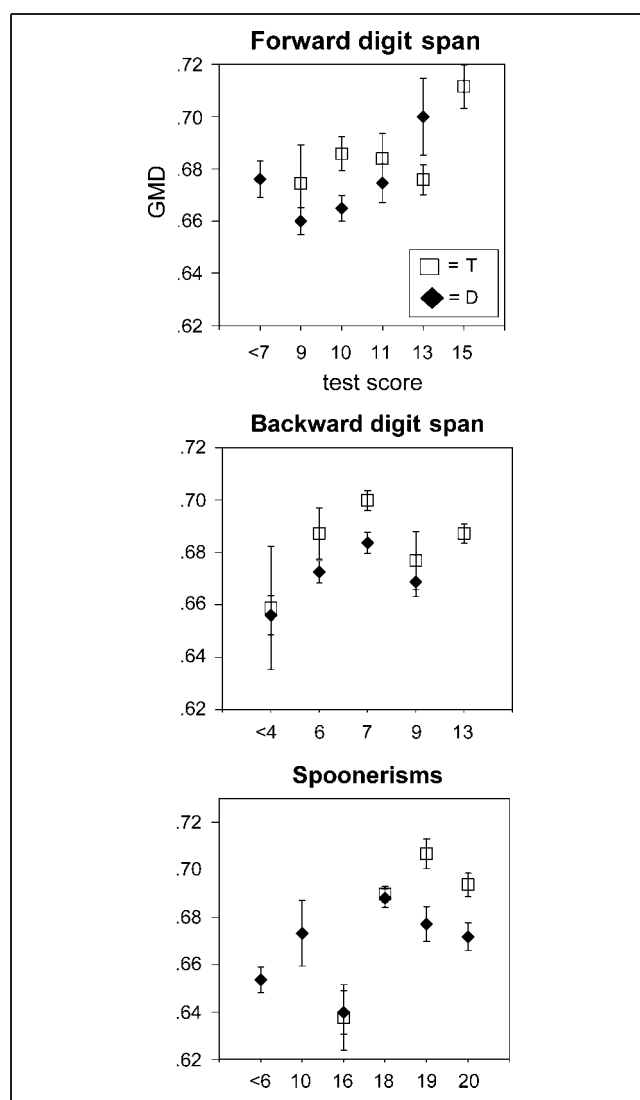 Forward digit span
.72
.70
.68
.66
.64
.62
GMD
= T
= D
<7 9 10 11 13 15
test score
Backward digit span
.72
.70
.68
.66
.64
.62
<4 6 7 9 13
Spoonerisms
.72
.70
.68
.66
.64
.62
<6 10 16 18 19 20